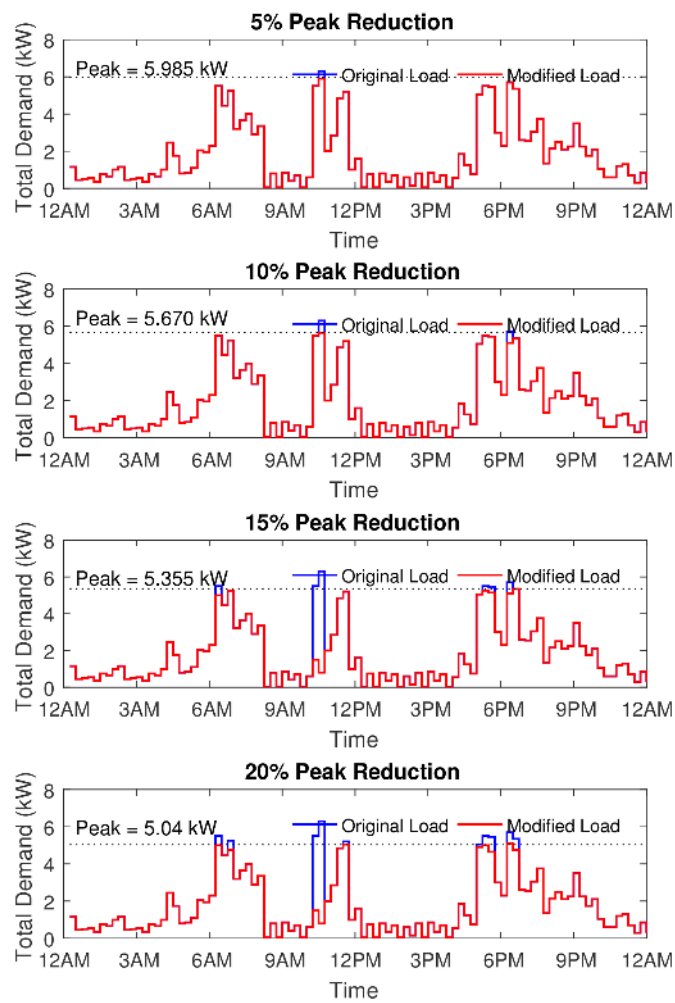 5% Peak Reduction
8
6
4
2
0
Total Demand (kW)
Peak = 5.985 kW
Original Load
Modified Load
12AM 3AM 6AM 9AM 12PM 3PM 6PM 9PM 12AM
Time
10% Peak Reduction
8
6
4
2
0
Total Demand (kW)
Peak = 5.670 kW
Original Load
Modified Load
12AM 3AM 6AM 9AM 12PM 3PM 6PM 9PM 12AM
Time
15% Peak Reduction
8
6
4
2
0
Total Demand (kW)
Peak = 5.355 kW
Original Load
Modified Load
12AM 3AM 6AM 9AM 12PM 3PM 6PM 9PM 12AM
Time
20% Peak Reduction
8
6
4
2
0
Total Demand (kW)
Peak = 5.04 kW
Original Load
Modified Load
12AM 3AM 6AM 9AM 12PM 3PM 6PM 9PM 12AM
Time